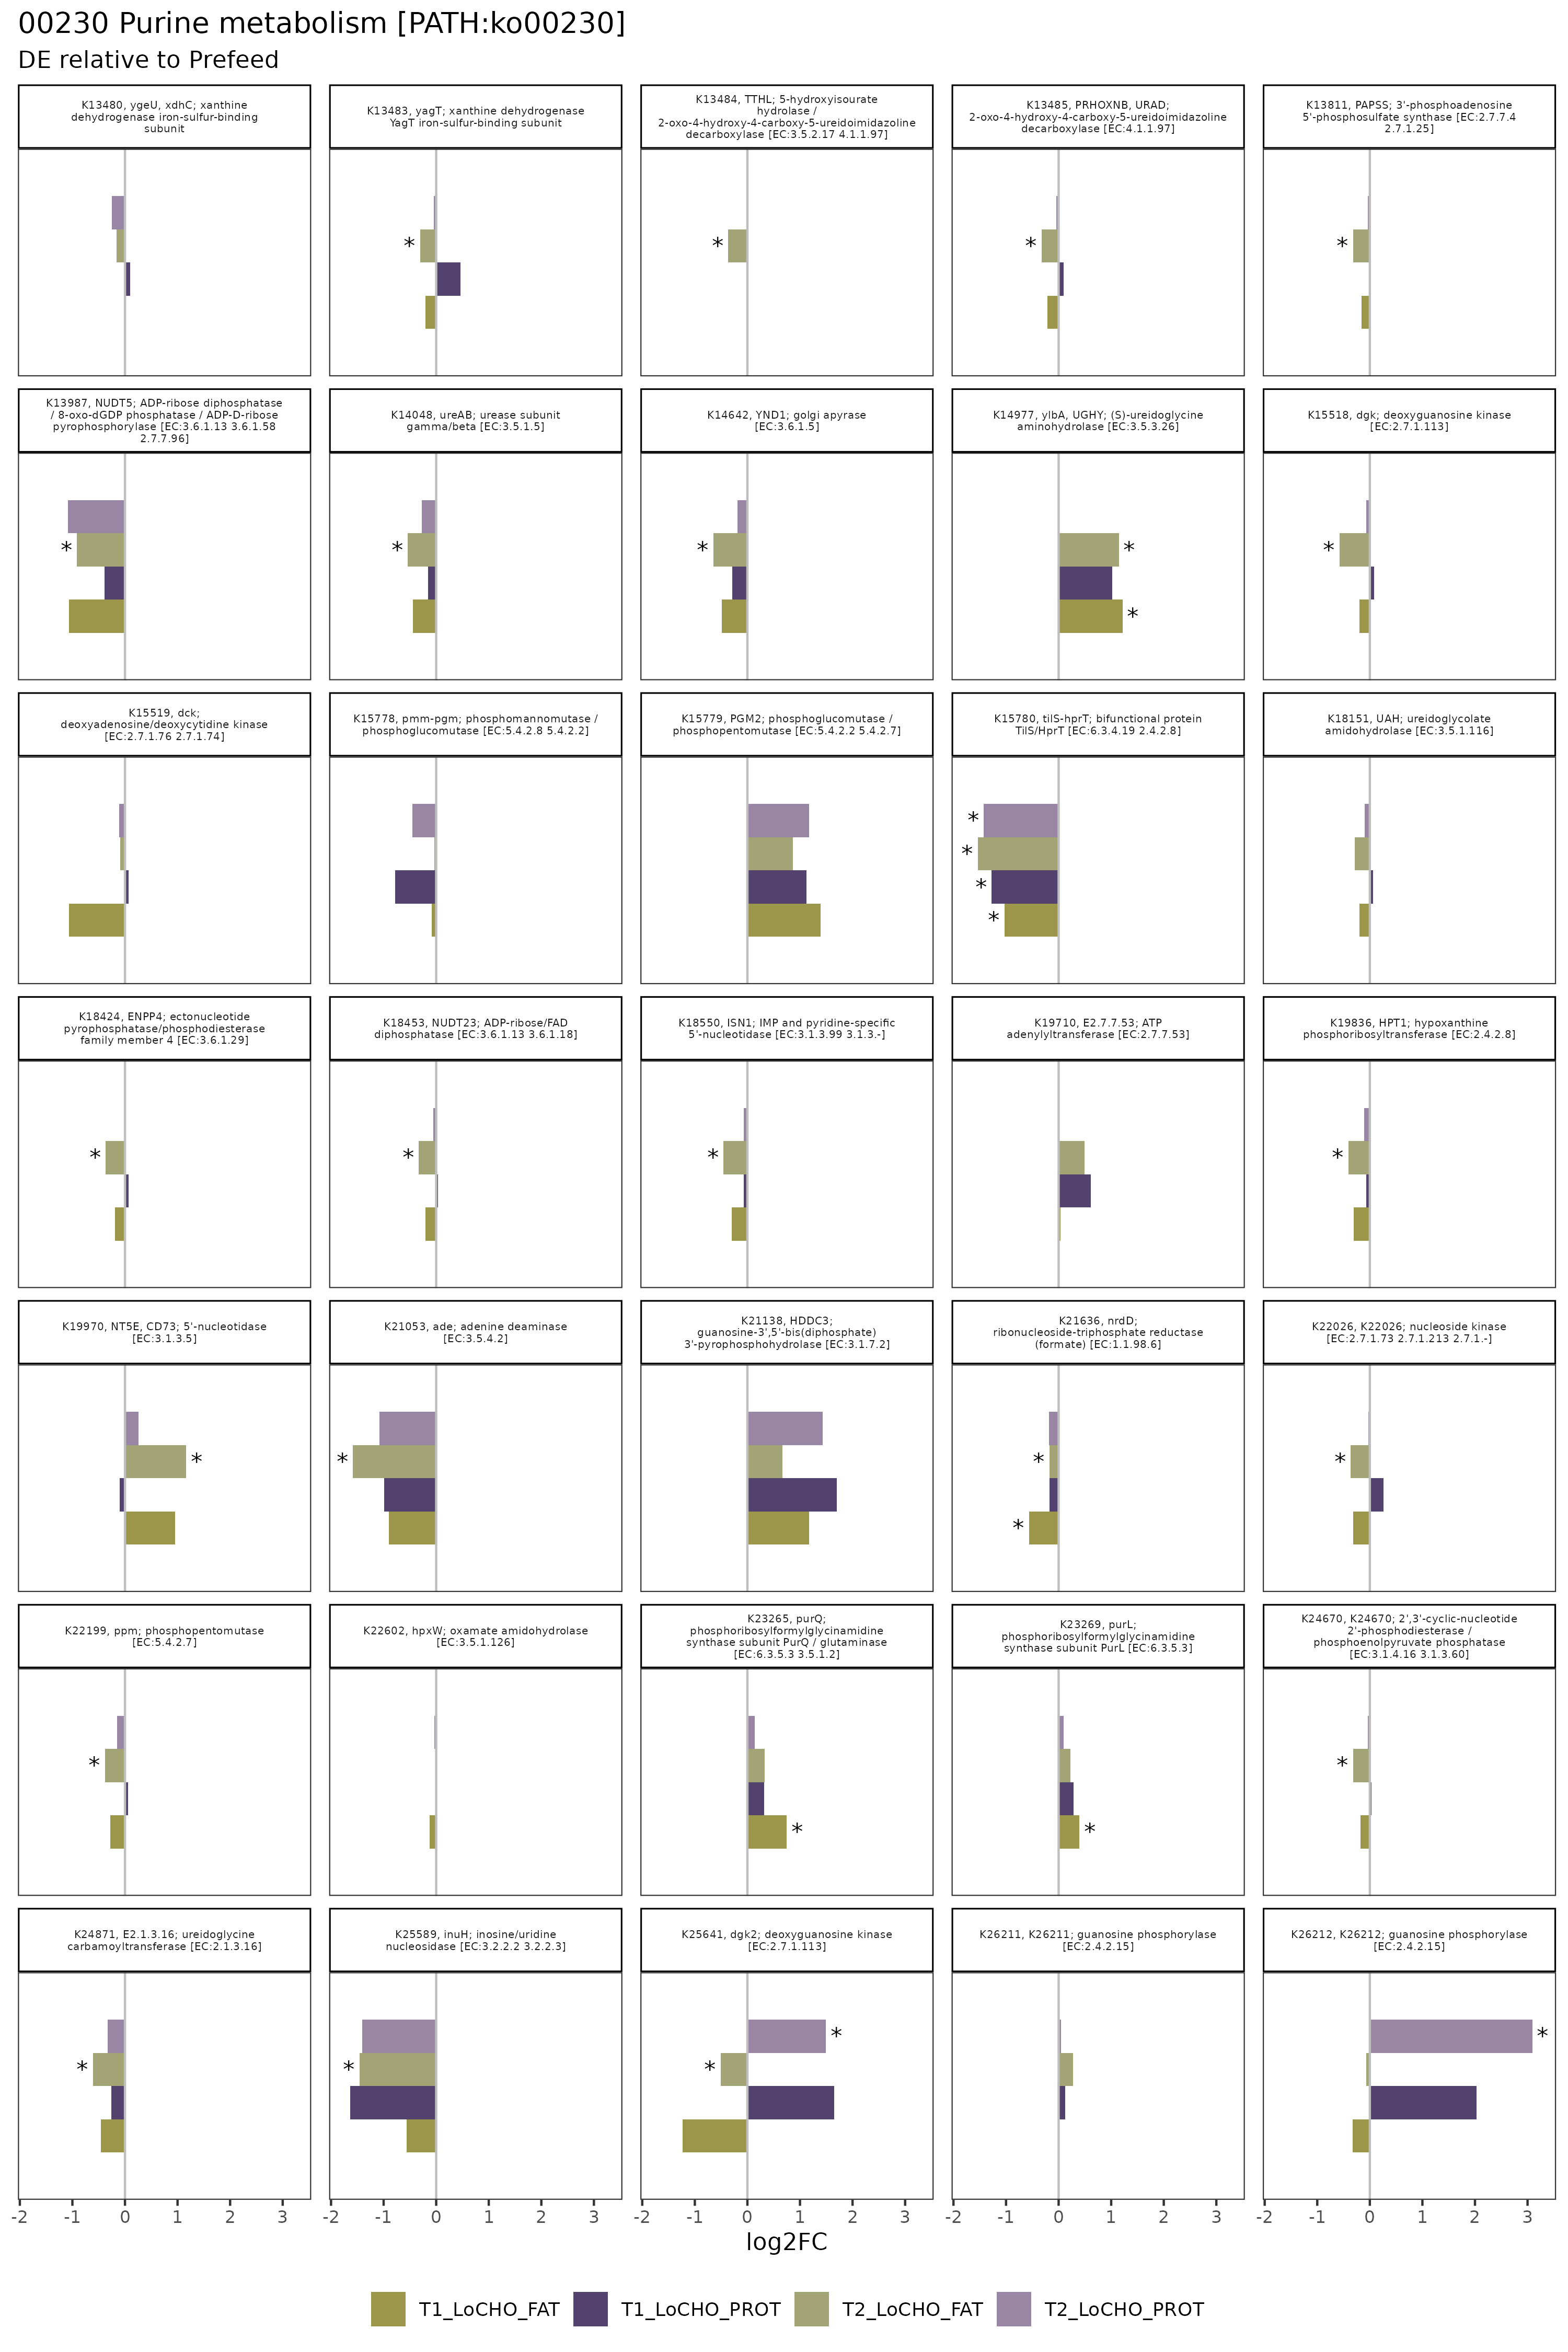 00230 Purine metabolism [PATH:ko00230]
DE relative to Prefeed
K13480, ygeU, xdhC; xanthine
dehydrogenase iron-sulfur-binding
subunit
K13483, yagT; xanthine dehydrogenase
YagT iron-sulfur-binding subunit
K13484, TTHL; 5-hydroxyisourate
hydrolase /
2-oxo-4-hydroxy-4-carboxy-5-ureidoimidazoline
decarboxylase [EC:3.5.2.17 4.1.1.97]
K13485, PRHOXNB, URAD;
2-oxo-4-hydroxy-4-carboxy-5-ureidoimidazoline
decarboxylase [EC:4.1.1.97]
K13811, PAPSS; 3'-phosphoadenosine
5'-phosphosulfate synthase [EC:2.7.7.4
2.7.1.25]
*
*
*
*
K13987, NUDT5; ADP-ribose diphosphatase
/ 8-oxo-dGDP phosphatase / ADP-D-ribose
pyrophosphorylase [EC:3.6.1.13 3.6.1.58
2.7.7.96]
K14048, ureAB; urease subunit
gamma/beta [EC:3.5.1.5]
K14642, YND1; golgi apyrase
[EC:3.6.1.5]
K14977, ylbA, UGHY; (S)-ureidoglycine
aminohydrolase [EC:3.5.3.26]
K15518, dgk; deoxyguanosine kinase
[EC:2.7.1.113]
*
*
*
*
*
*
K15519, dck;
deoxyadenosine/deoxycytidine kinase
[EC:2.7.1.76 2.7.1.74]
K15778, pmm-pgm; phosphomannomutase /
phosphoglucomutase [EC:5.4.2.8 5.4.2.2]
K15779, PGM2; phosphoglucomutase /
phosphopentomutase [EC:5.4.2.2 5.4.2.7]
K15780, tilS-hprT; bifunctional protein
TilS/HprT [EC:6.3.4.19 2.4.2.8]
K18151, UAH; ureidoglycolate
amidohydrolase [EC:3.5.1.116]
*
*
*
*
K18424, ENPP4; ectonucleotide
pyrophosphatase/phosphodiesterase
family member 4 [EC:3.6.1.29]
K18453, NUDT23; ADP-ribose/FAD
diphosphatase [EC:3.6.1.13 3.6.1.18]
K18550, ISN1; IMP and pyridine-specific
5'-nucleotidase [EC:3.1.3.99 3.1.3.-]
K19710, E2.7.7.53; ATP
adenylyltransferase [EC:2.7.7.53]
K19836, HPT1; hypoxanthine
phosphoribosyltransferase [EC:2.4.2.8]
*
*
*
*
K19970, NT5E, CD73; 5'-nucleotidase
[EC:3.1.3.5]
K21053, ade; adenine deaminase
[EC:3.5.4.2]
K21138, HDDC3;
guanosine-3',5'-bis(diphosphate)
3'-pyrophosphohydrolase [EC:3.1.7.2]
K21636, nrdD;
ribonucleoside-triphosphate reductase
(formate) [EC:1.1.98.6]
K22026, K22026; nucleoside kinase
[EC:2.7.1.73 2.7.1.213 2.7.1.-]
*
*
*
*
*
K22199, ppm; phosphopentomutase
[EC:5.4.2.7]
K22602, hpxW; oxamate amidohydrolase
[EC:3.5.1.126]
K23265, purQ;
phosphoribosylformylglycinamidine
synthase subunit PurQ / glutaminase
[EC:6.3.5.3 3.5.1.2]
K23269, purL;
phosphoribosylformylglycinamidine
synthase subunit PurL [EC:6.3.5.3]
K24670, K24670; 2',3'-cyclic-nucleotide
2'-phosphodiesterase /
phosphoenolpyruvate phosphatase
[EC:3.1.4.16 3.1.3.60]
*
*
*
*
K24871, E2.1.3.16; ureidoglycine
carbamoyltransferase [EC:2.1.3.16]
K25589, inuH; inosine/uridine
nucleosidase [EC:3.2.2.2 3.2.2.3]
K25641, dgk2; deoxyguanosine kinase
[EC:2.7.1.113]
K26211, K26211; guanosine phosphorylase
[EC:2.4.2.15]
K26212, K26212; guanosine phosphorylase
[EC:2.4.2.15]
*
*
*
*
*
-2 -1 0 1 2 3
-2 -1 0 1 2 3
-2 -1 0 1 2 3
-2 -1 0 1 2 3
-2 -1 0 1 2 3
log2FC
T1_LoCHO_FAT T1_LoCHO_PROT T2_LoCHO_FAT T2_LoCHO_PROT